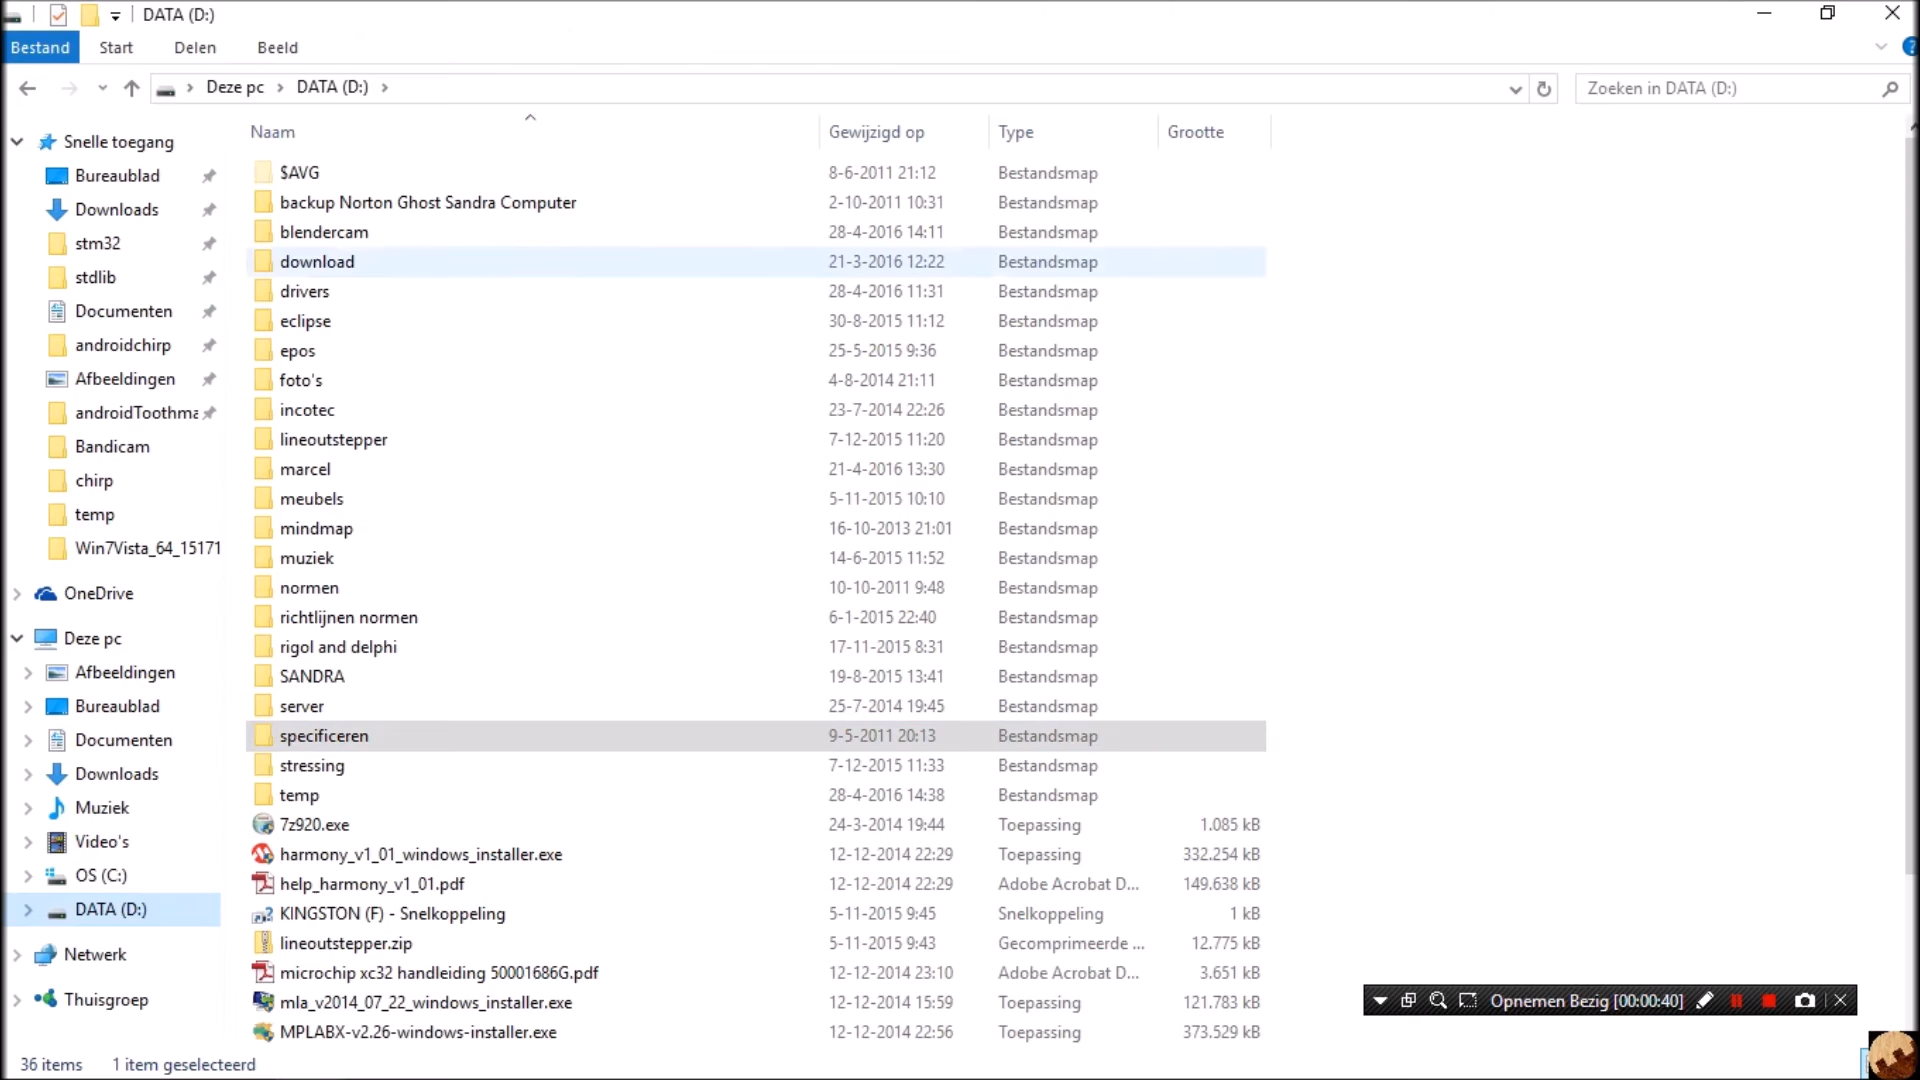 DATA (D:)
Bestand Start Delen Beeld
Deze pc DATA (D:)
Zoeken in DATA (D:)
Naam Gewijzigd op Type Grootte
Snelle toegang
Bureaublad
Downloads
stm32
stdlib
Documenten
androidchirp
Afbeeldingen
androidToothma
Bandicam
chirp
temp
Win7Vista_64_15171
OneDrive
Deze pc
Afbeeldingen
Bureaublad
Documenten
Downloads
Muziek
Video's
OS (C:)
DATA (D:)
Netwerk
Thuisgroep
$AVG 8-6-2011 21:12 Bestandsmap
backup Norton Ghost Sandra Computer 2-10-2011 10:31 Bestandsmap
blendercam 28-4-2016 14:11 Bestandsmap
download 21-3-2016 12:22 Bestandsmap
drivers 28-4-2016 11:31 Bestandsmap
eclipse 30-8-2015 11:12 Bestandsmap
epos 25-5-2015 9:36 Bestandsmap
foto's 4-8-2014 21:11 Bestandsmap
incotec 23-7-2014 22:26 Bestandsmap
lineoutstepper 7-12-2015 11:20 Bestandsmap
marcel 21-4-2016 13:30 Bestandsmap
meubels 5-11-2015 10:10 Bestandsmap
mindmap 16-10-2013 21:01 Bestandsmap
muziek 14-6-2015 11:52 Bestandsmap
normen 10-10-2011 9:48 Bestandsmap
richtlijnen normen 6-1-2015 22:40 Bestandsmap
rigol and delphi 17-11-2015 8:31 Bestandsmap
SANDRA 19-8-2015 13:41 Bestandsmap
server 25-7-2014 19:45 Bestandsmap
specificeren 9-5-2011 20:13 Bestandsmap
stressing 7-12-2015 11:33 Bestandsmap
temp 28-4-2016 14:38 Bestandsmap
7z920.exe 24-3-2014 19:44 Toepassing 1.085 kB
harmony_v1_01_windows_installer.exe 12-12-2014 22:29 Toepassing 332.254 kB
help_harmony_v1_01.pdf 12-12-2014 22:29 Adobe Acrobat D... 149.638 kB
KINGSTON (F) - Snelkoppeling 5-11-2015 9:45 Snelkoppeling 1 kB
lineoutstepper.zip 5-11-2015 9:43 Gecomprimeerde ... 12.775 kB
microchip xc32 handleiding 50001686G.pdf 12-12-2014 23:10 Adobe Acrobat D... 3.651 kB
mla_v2014_07_22_windows_installer.exe 12-12-2014 15:59 Toepassing 121.783 kB
MPLABX-v2.26-windows-installer.exe 12-12-2014 22:56 Toepassing 373.529 kB
Opnemen Bezig [00:00:40]
36 items 1 item geselecteerd